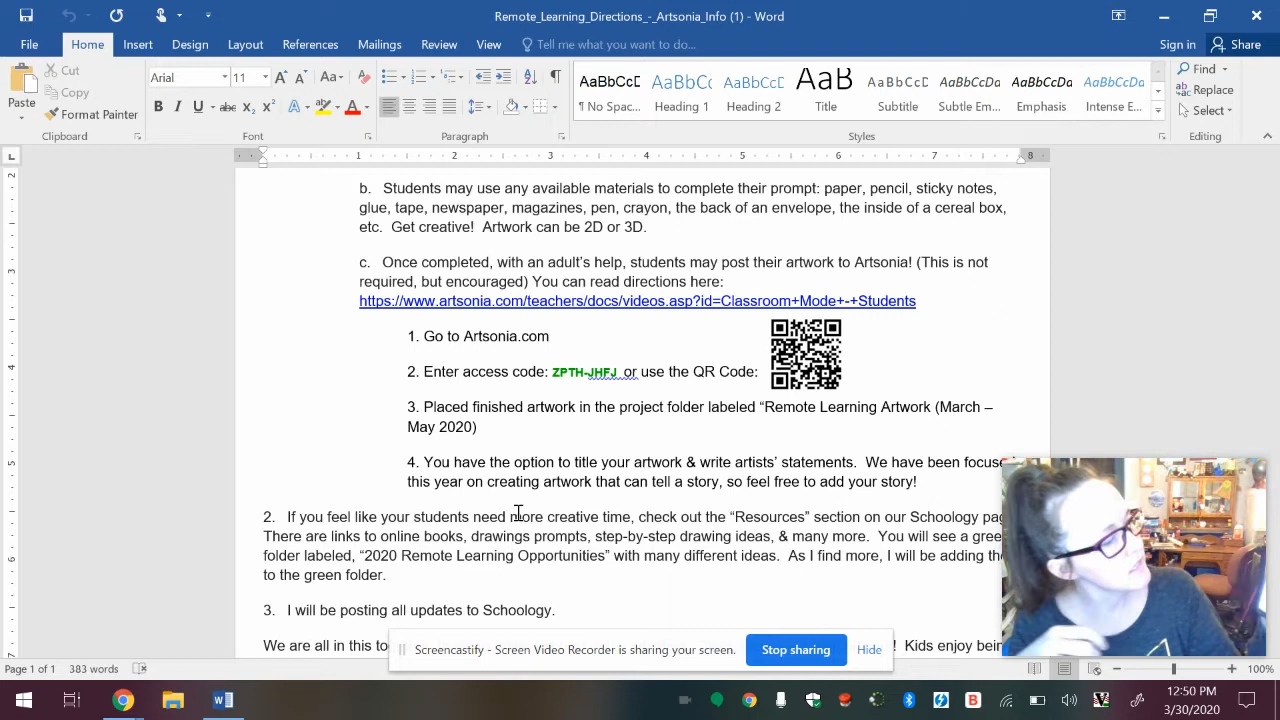 Remote_Learning_Directions_-_Artsonia_Info (1) - Word
File Home Insert Design Layout References Mailings Review View Tell me what you want to do... Sign in Share
Cut
Copy
Paste
Format Painter
Arial 11
Clipboard Font Paragraph Styles Editing
AaBbCcD AaBbC AaBbCcD AaB AaBbCcD AaBbCcDa AaBbCcDa AaBbCcDa
¶ No Spac... Heading 1 Heading 2 Title Subtitle Subtle Em... Emphasis Intense E...
Find
Replace
Select
1 2 3 4 5 6 7 8
b. Students may use any available materials to complete their prompt: paper, pencil, sticky notes,
glue, tape, newspaper, magazines, pen, crayon, the back of an envelope, the inside of a cereal box,
etc. Get creative! Artwork can be 2D or 3D.
c. Once completed, with an adult’s help, students may post their artwork to Artsonia! (This is not
required, but encouraged) You can read directions here:
https://www.artsonia.com/teachers/docs/videos.asp?id=Classroom+Mode+-+Students
1. Go to Artsonia.com
2. Enter access code: ZPTH-JHFJ or use the QR Code:
3. Placed finished artwork in the project folder labeled “Remote Learning Artwork (March –
May 2020)
4. You have the option to title your artwork & write artists’ statements. We have been focuse
this year on creating artwork that can tell a story, so feel free to add your story!
2. If you feel like your students need more creative time, check out the “Resources” section on our Schoology pag
There are links to online books, drawings prompts, step-by-step drawing ideas, & many more. You will see a gree
folder labeled, “2020 Remote Learning Opportunities” with many different ideas. As I find more, I will be adding the
to the green folder.
3. I will be posting all updates to Schoology.
We are all in this to ! Kids enjoy bein
Screencastify - Screen Video Recorder is sharing your screen. Stop sharing Hide
Page 1 of 1 383 words 100%
12:50 PM
3/30/2020